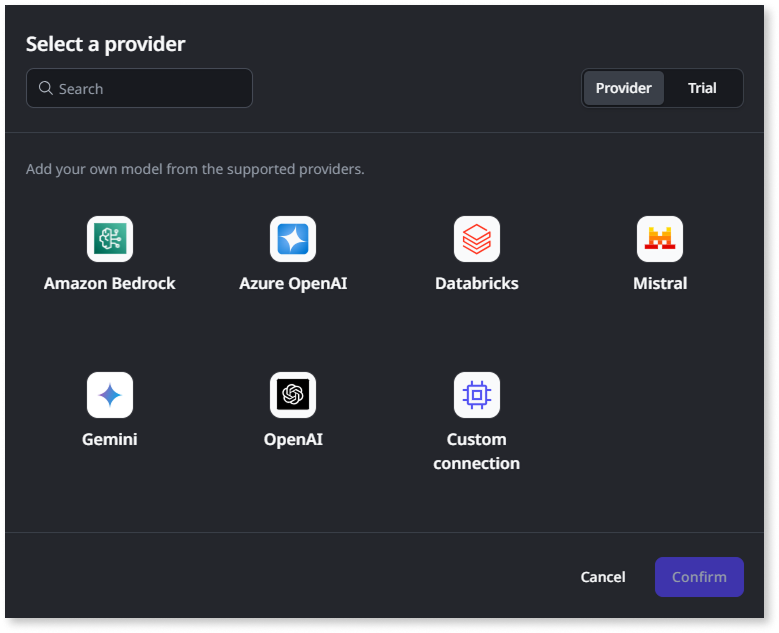 Select a provider
Search
Provider
Trial
Add your own model from the supported providers.
Amazon Bedrock
Azure OpenAI
Databricks
Mistral
Gemini
OpenAI
Custom
connection
Cancel
Confirm